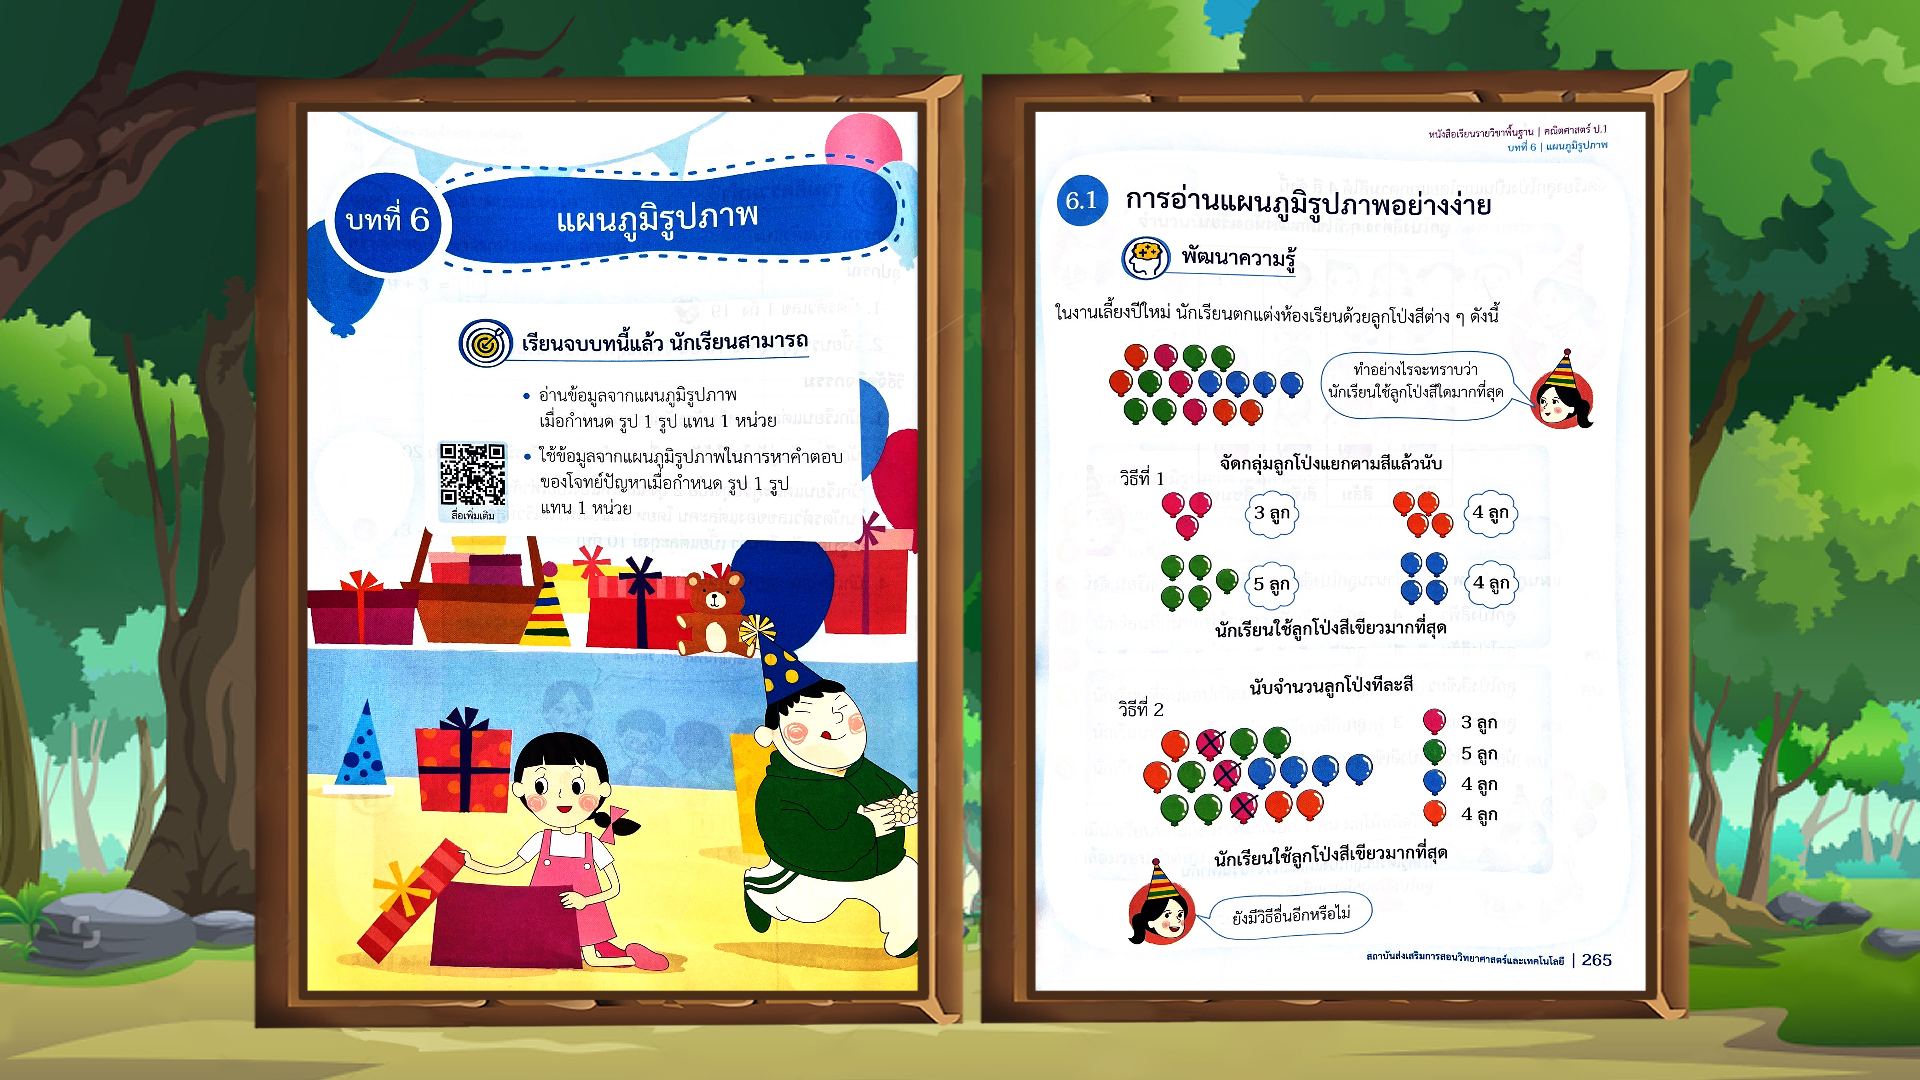 บทที่ 6
แผนภูมิรูปภาพ
เรียนจบบทนี้แล้ว นักเรียนสามารถ
• อ่านข้อมูลจากแผนภูมิรูปภาพ
เมื่อกำหนด รูป 1 รูป แทน 1 หน่วย
• ใช้ข้อมูลจากแผนภูมิรูปภาพในการหาคำตอบ
ของโจทย์ปัญหาเมื่อกำหนด รูป 1 รูป
แทน 1 หน่วย
สื่อเพิ่มเติม
หนังสือเรียนรายวิชาพื้นฐาน | คณิตศาสตร์ ป.1
บทที่ 6 | แผนภูมิรูปภาพ
6.1 การอ่านแผนภูมิรูปภาพอย่างง่าย
พัฒนาความรู้
ในงานเลี้ยงปีใหม่ นักเรียนตกแต่งห้องเรียนด้วยลูกโป่งสีต่าง ๆ ดังนี้
ทำอย่างไรจะทราบว่า
นักเรียนใช้ลูกโป่งสีใดมากที่สุด
จัดกลุ่มลูกโป่งแยกตามสีแล้วนับ
วิธีที่ 1
3 ลูก
4 ลูก
5 ลูก
4 ลูก
นักเรียนใช้ลูกโป่งสีเขียวมากที่สุด
นับจำนวนลูกโป่งทีละสี
วิธีที่ 2
3 ลูก
5 ลูก
4 ลูก
4 ลูก
นักเรียนใช้ลูกโป่งสีเขียวมากที่สุด
ยังมีวิธีอื่นอีกหรือไม่
สถาบันส่งเสริมการสอนวิทยาศาสตร์และเทคโนโลยี | 265